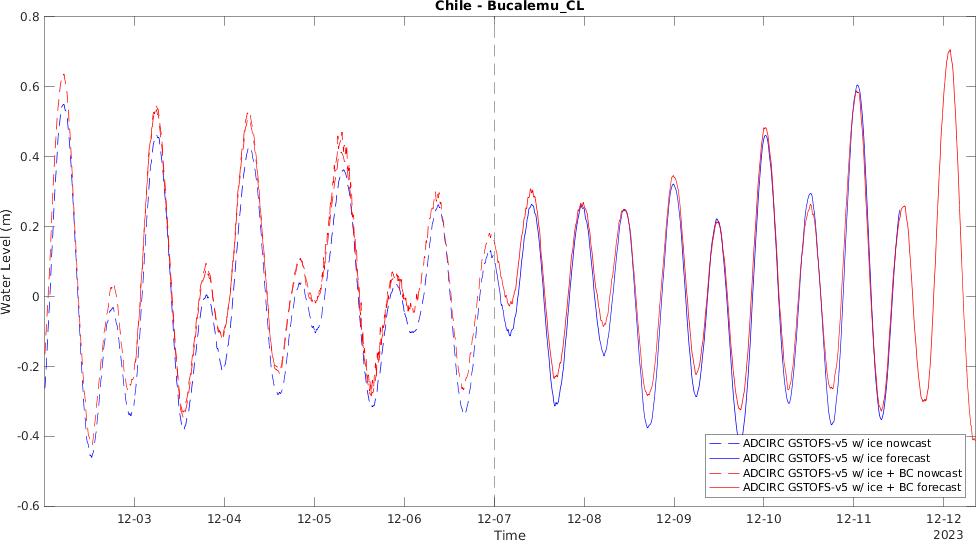 Chile - Bucalemu_CL
Water Level (m)
0.8
0.6
0.4
0.2
0
-0.2
-0.4
-0.6
ADCIRC GSTOFS-v5 w/ ice nowcast
ADCIRC GSTOFS-v5 w/ ice forecast
ADCIRC GSTOFS-v5 w/ ice + BC nowcast
ADCIRC GSTOFS-v5 w/ ice + BC forecast
12-03 12-04 12-05 12-06 12-07 12-08 12-09 12-10 12-11 12-12
Time
2023